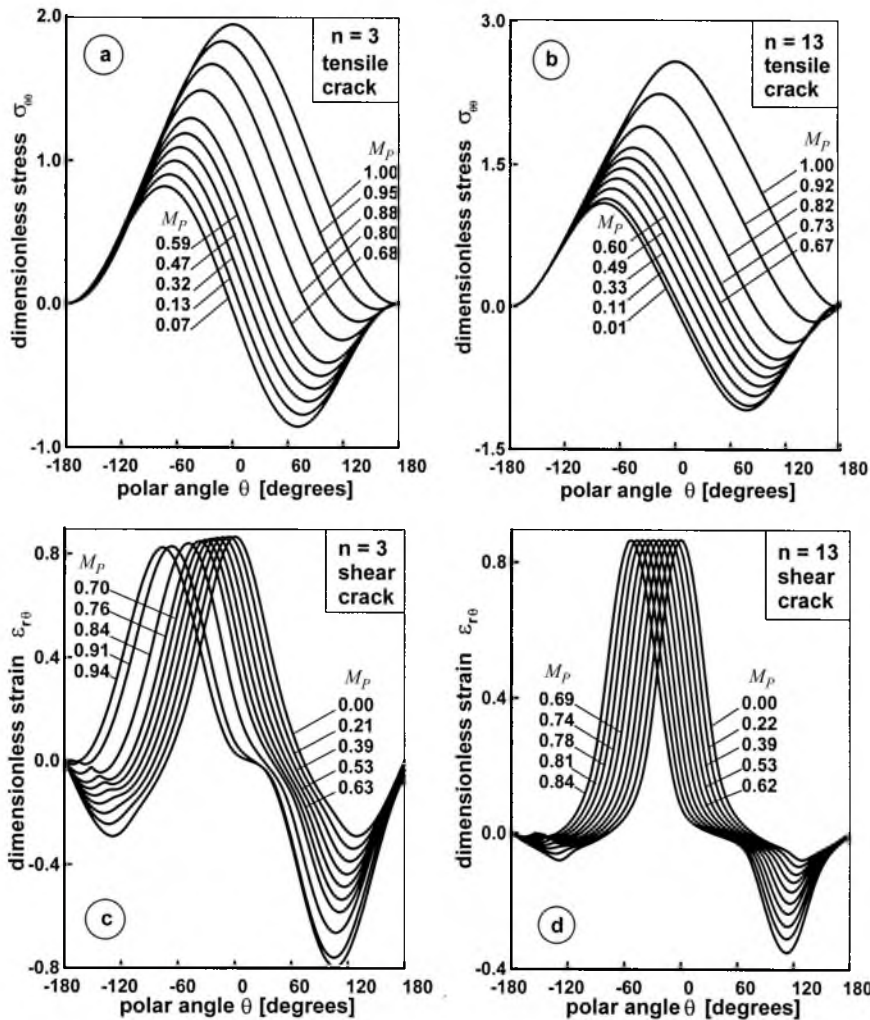 2.0
1.0
0.0
-1.0
-180 -120 -60 0 60 120 180
dimensionless stress σθθ
polar angle θ [degrees]
a
n = 3
tensile
crack
MP
1.00
0.95
0.88
0.80
0.68
MP
0.59
0.47
0.32
0.13
0.07
3.0
1.5
0.0
-1.5
-180 -120 -60 0 60 120 180
dimensionless stress σθθ
polar angle θ [degrees]
b
n = 13
tensile
crack
MP
1.00
0.92
0.82
0.73
0.67
MP
0.60
0.49
0.33
0.11
0.01
0.8
0.4
0.0
-0.4
-0.8
-180 -120 -60 0 60 120 180
dimensionless strain εrθ
polar angle θ [degrees]
c
n = 3
shear
crack
MP
0.70
0.76
0.84
0.91
0.94
MP
0.00
0.21
0.39
0.53
0.63
0.8
0.4
0.0
-0.4
-180 -120 -60 0 60 120 180
dimensionless strain εrθ
polar angle θ [degrees]
d
n = 13
shear
crack
MP
0.69
0.74
0.78
0.81
0.84
MP
0.00
0.22
0.39
0.53
0.62